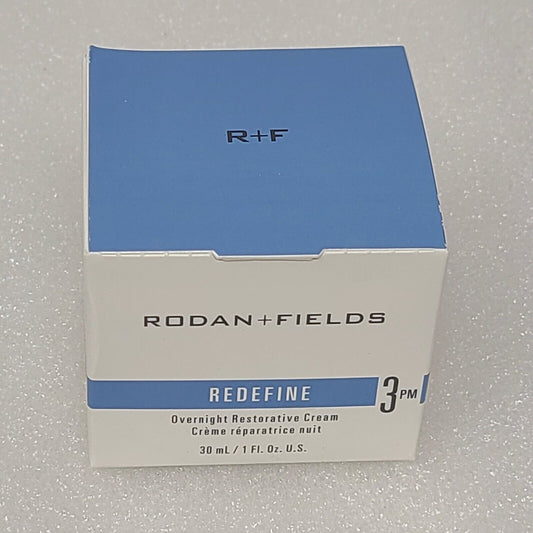 R+F
RODAN+FIELDS
REDEFINE
3PM
Overnight Restorative Cream
Crème réparatrice nuit
30 mL / 1 Fl. Oz. U.S.